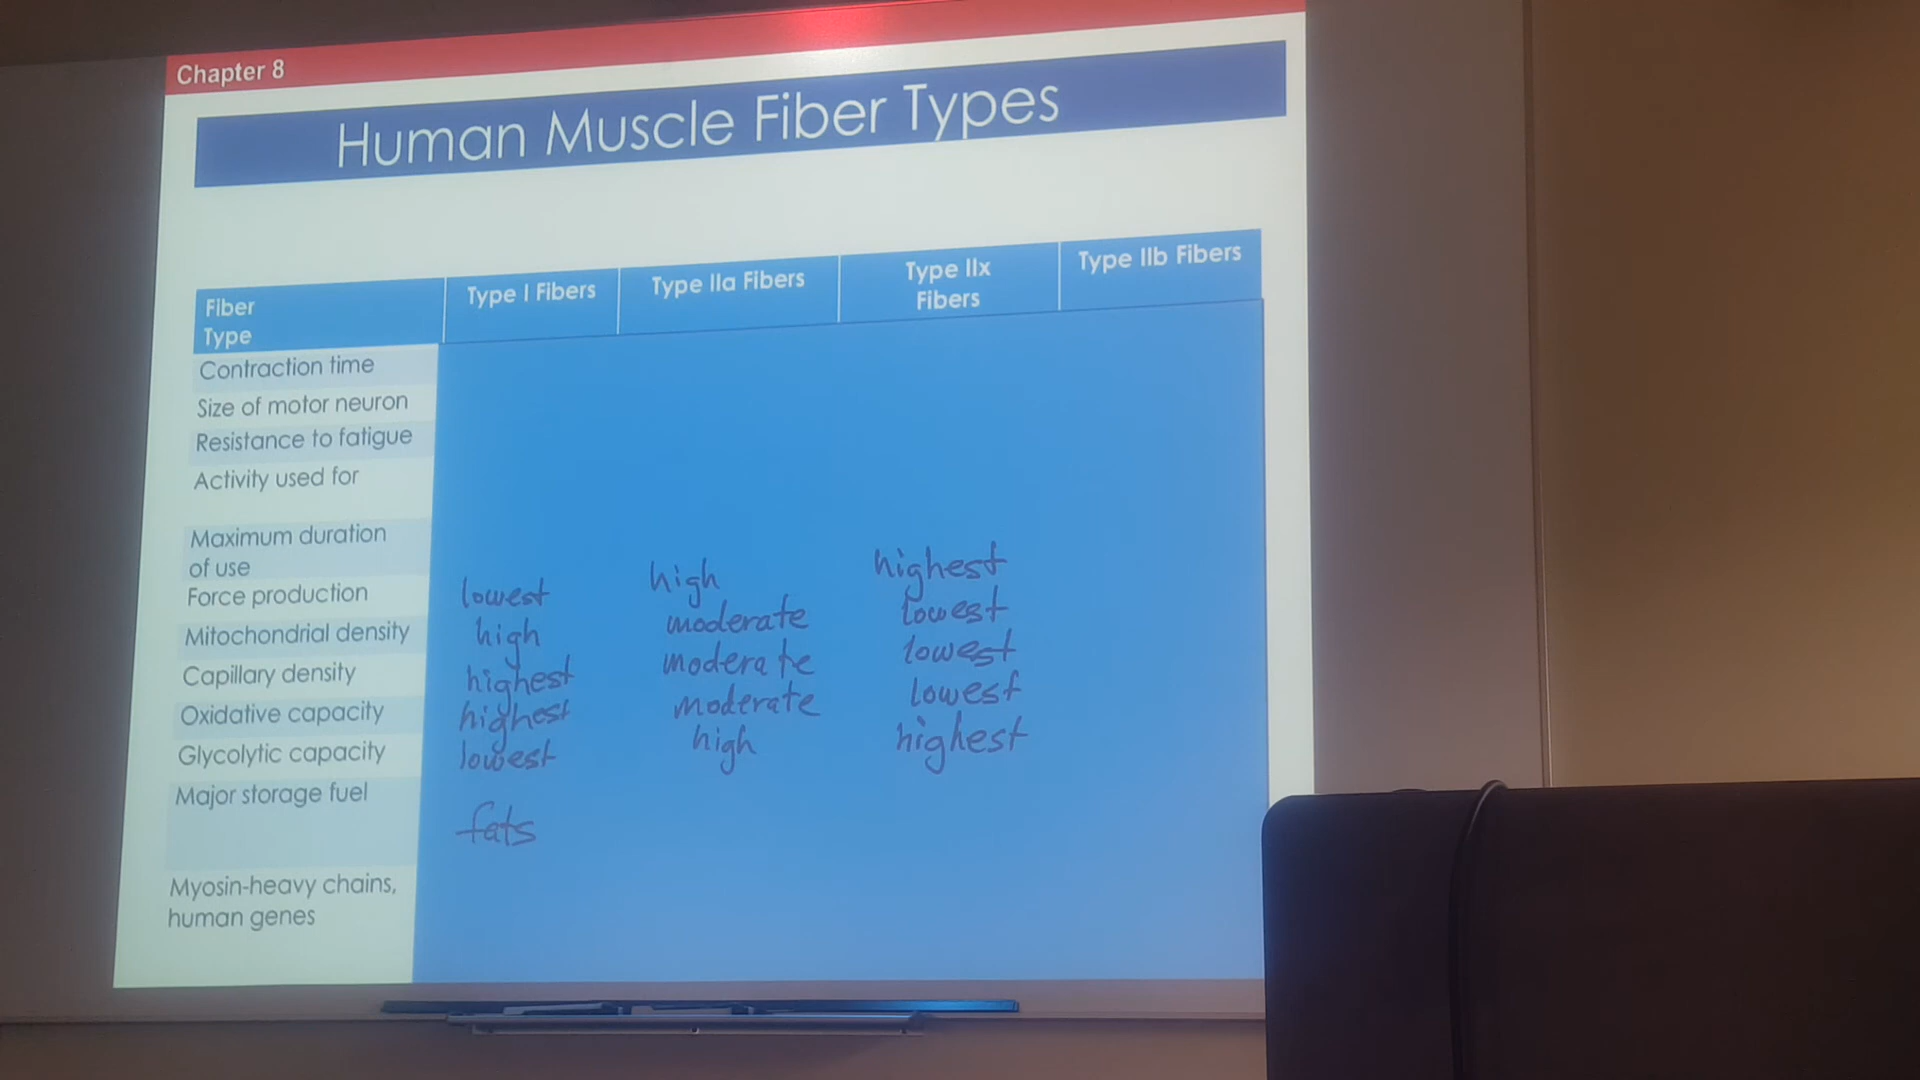 Chapter 8
Human Muscle Fiber Types
Fiber Type
Type I Fibers
Type IIa Fibers
Type IIx Fibers
Type IIb Fibers
Contraction time
Size of motor neuron
Resistance to fatigue
Activity used for
Maximum duration of use
Force production lowest high highest
Mitochondrial density high moderate lowest
Capillary density highest moderate lowest
Oxidative capacity highest moderate lowest
Glycolytic capacity lowest high highest
Major storage fuel fats
Myosin-heavy chains,
human genes